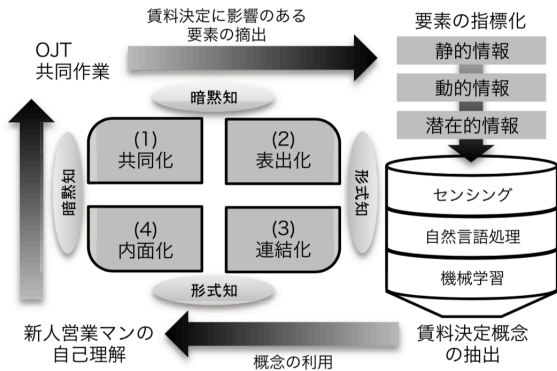 賃料決定に影響のある
要素の摘出
OJT
共同作業
要素の指標化
静的情報
動的情報
潜在的情報
暗黙知
暗黙知
(1)
共同化
(2)
表出化
形式知
(4)
内面化
(3)
連結化
形式知
センシング
自然言語処理
機械学習
新人営業マンの
自己理解
概念の利用
賃料決定概念
の抽出